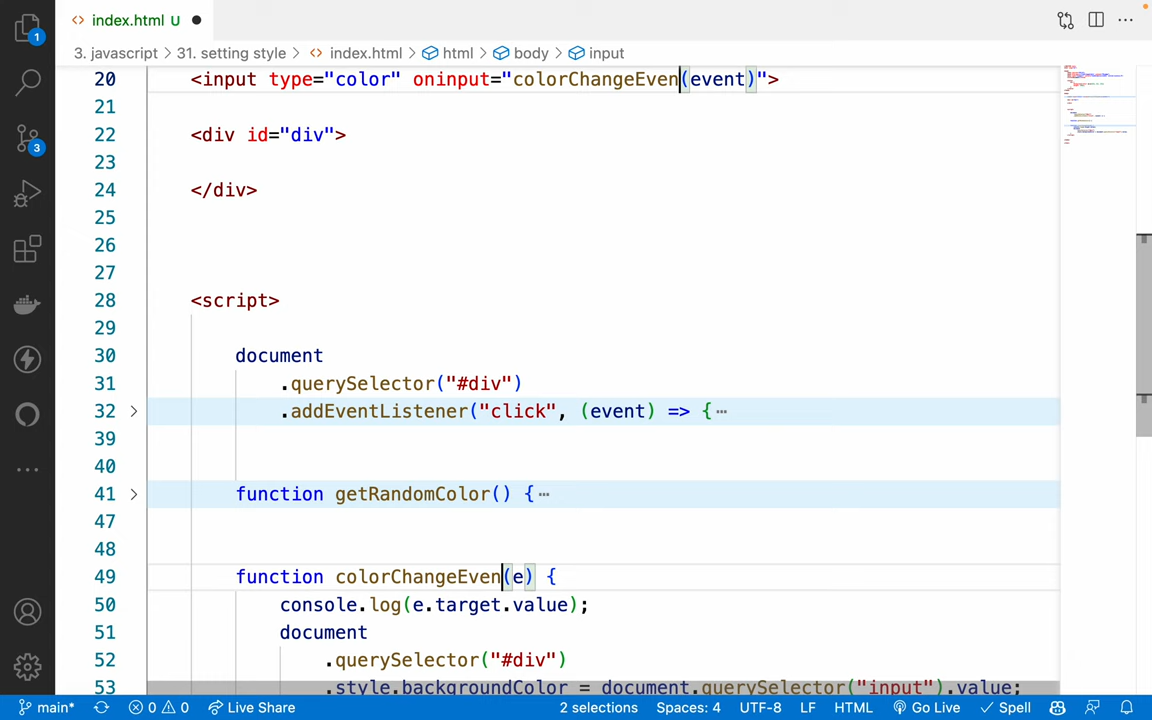 index.html U
3. javascript > 31. setting style > index.html > html > body > input
20 <input type="color" oninput="colorChangeEven(event)">
21
22 <div id="div">
23
24 </div>
25
26
27
28 <script>
29
30 document
31 .querySelector("#div")
32 .addEventListener("click", (event) => {⋯
39
40
41 function getRandomColor() {⋯
47
48
49 function colorChangeEven(e) {
50 console.log(e.target.value);
51 document
52 .querySelector("#div")
53 .style.backgroundColor = document.querySelector("input").value;
1
3
main* 0 0 Live Share 2 selections Spaces: 4 UTF-8 LF HTML Go Live Spell